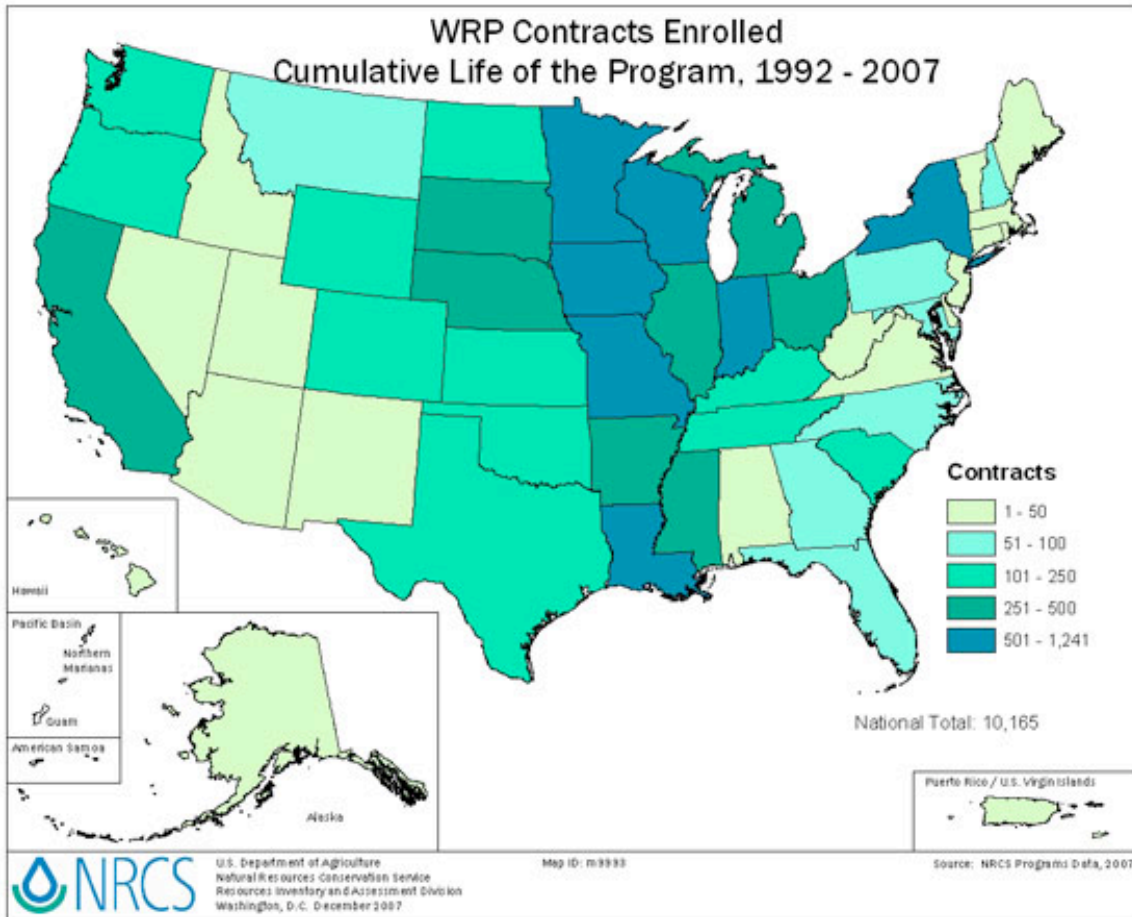 WRP Contracts Enrolled
Cumulative Life of the Program, 1992 - 2007
Contracts
1 - 50
51 - 100
101 - 250
251 - 500
501 - 1,241
National Total: 10,165
Hawaii
Pacific Basin
Northern
Marianas
Guam
American Samoa
Alaska
Puerto Rico / U.S. Virgin Islands
NRCS
U.S. Department of Agriculture
Natural Resources Conservation Service
Resources Inventory and Assessment Division
Washington, D.C. December 2007
Map ID: m9993
Source: NRCS Programs Data, 2007